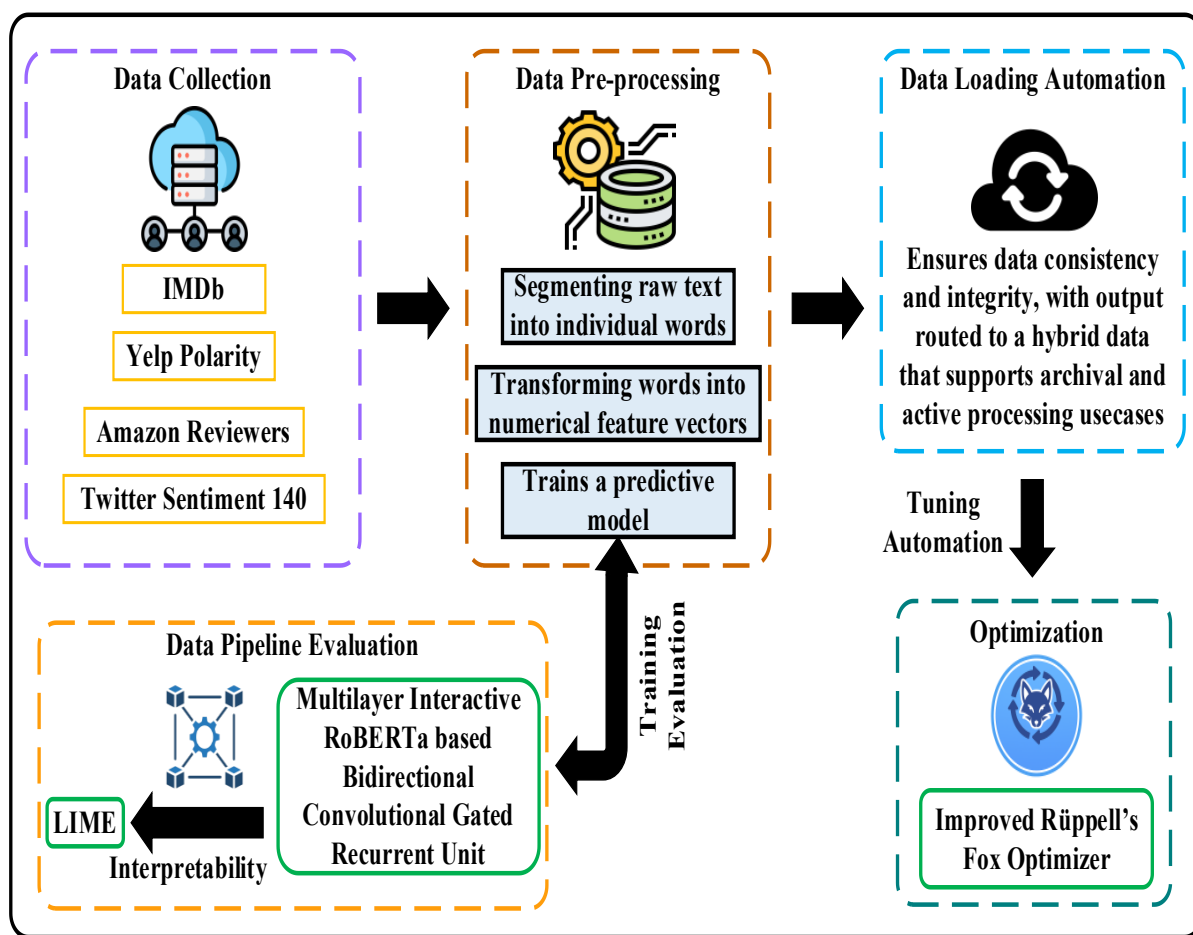 Data Collection
IMDb
Yelp Polarity
Amazon Reviewers
Twitter Sentiment 140
Data Pre-processing
Segmenting raw text
into individual words
Transforming words into
numerical feature vectors
Trains a predictive
model
Data Loading Automation
Ensures data consistency
and integrity, with output
routed to a hybrid data
that supports archival and
active processing usecases
Tuning
Automation
Optimization
Improved Rüppell’s
Fox Optimizer
Training
Evaluation
Data Pipeline Evaluation
Multilayer Interactive
RoBERTa based
Bidirectional
Convolutional Gated
Recurrent Unit
LIME
Interpretability